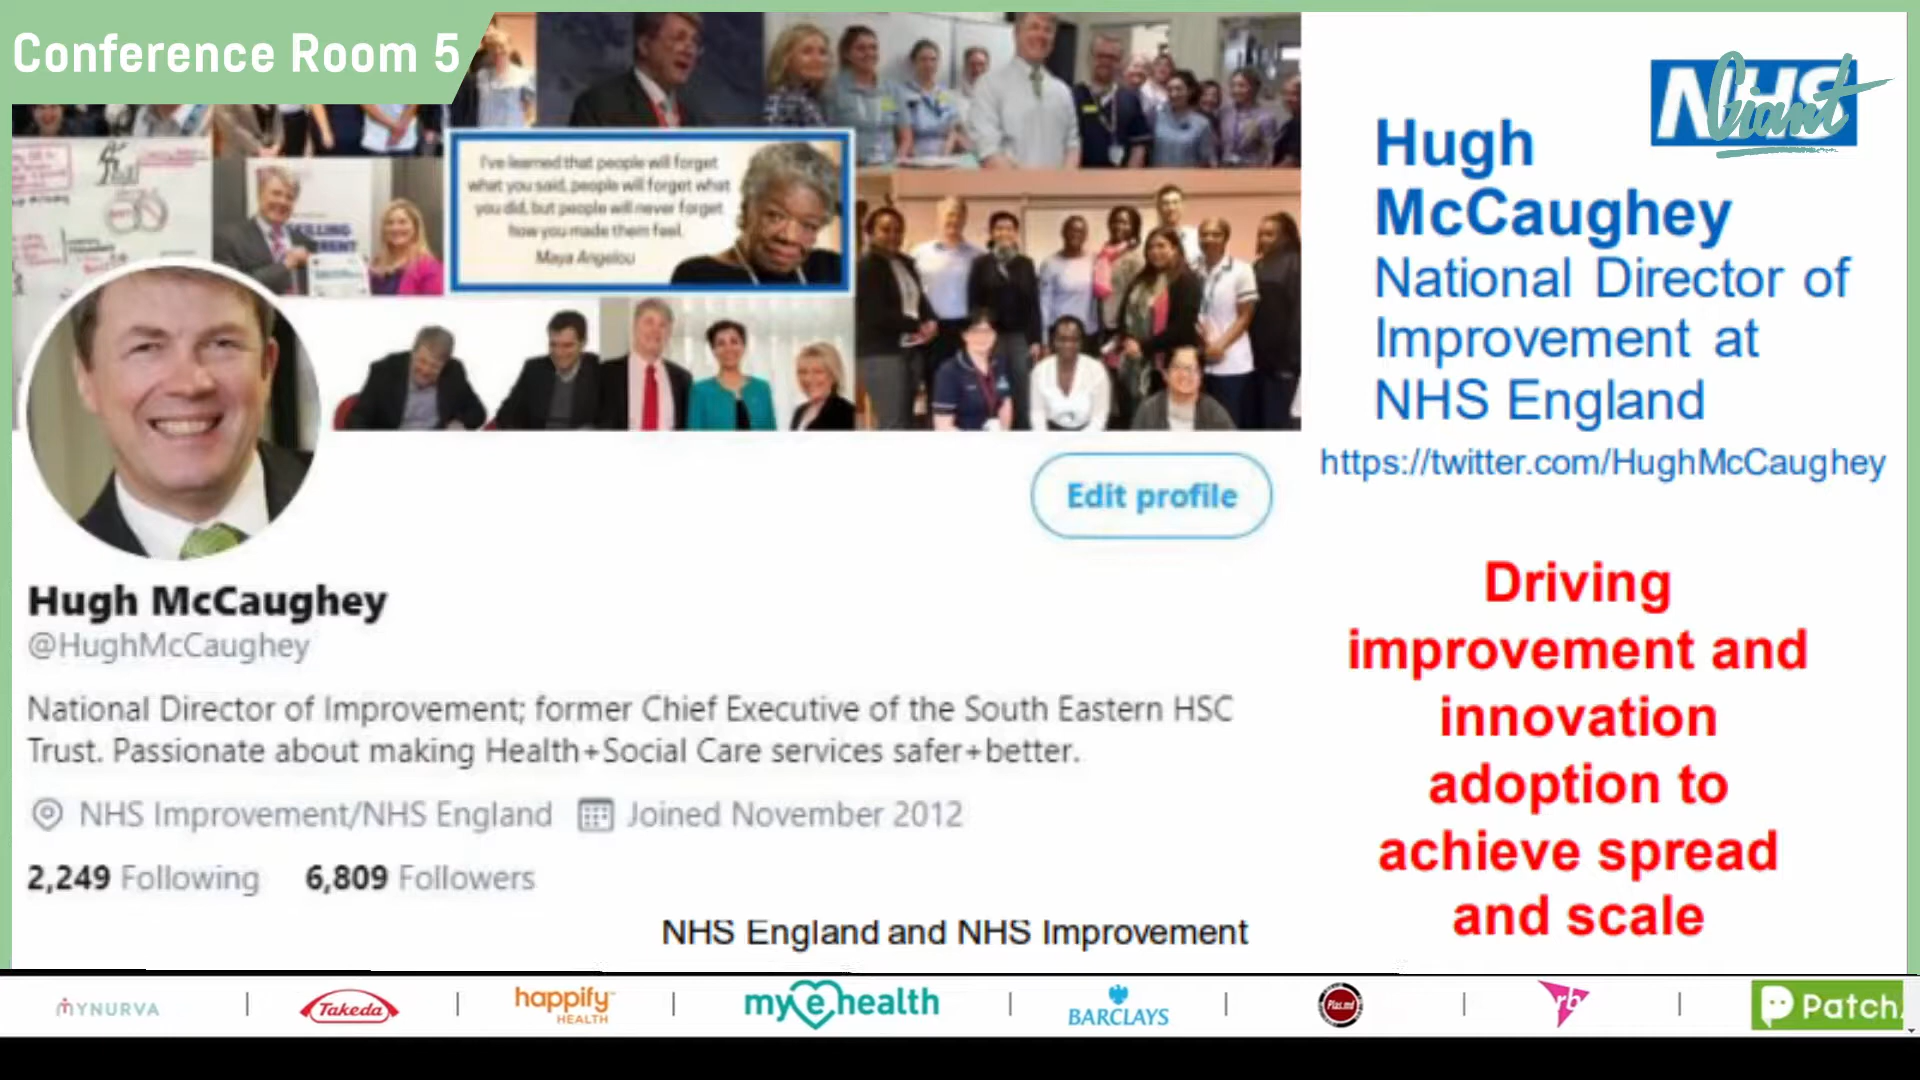 Conference Room 5
I've learned that people will forget
what you said, people will forget what
you did, but people will never forget
how you made them feel.
Maya Angelou
NHS
Giant
Hugh
McCaughey
National Director of
Improvement at
NHS England
https://twitter.com/HughMcCaughey
Edit profile
Hugh McCaughey
@HughMcCaughey
National Director of Improvement; former Chief Executive of the South Eastern HSC
Trust. Passionate about making Health+Social Care services safer+better.
NHS Improvement/NHS England Joined November 2012
2,249 Following 6,809 Followers
Driving
improvement and
innovation
adoption to
achieve spread
and scale
NHS England and NHS Improvement
MYNURVA | Takeda | happify HEALTH | myehealth | BARCLAYS | Plas.md | rb | Patch.